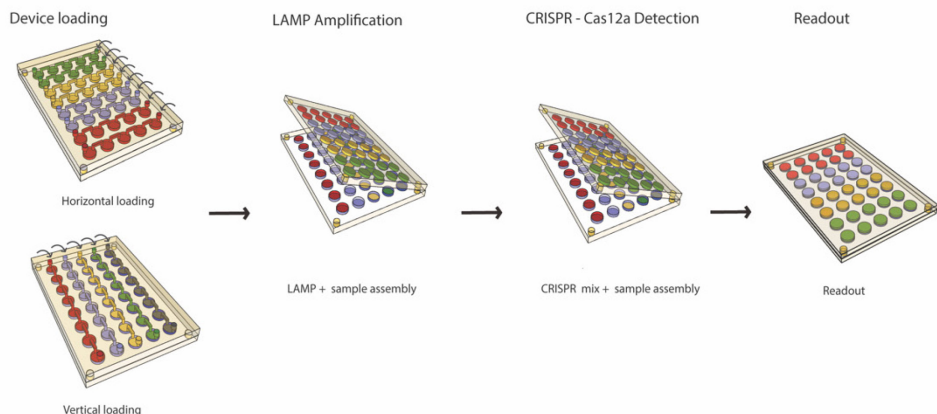 Device loading
LAMP Amplification
CRISPR - Cas12a Detection
Readout
Horizontal loading
LAMP + sample assembly
CRISPR mix + sample assembly
Readout
Vertical loading